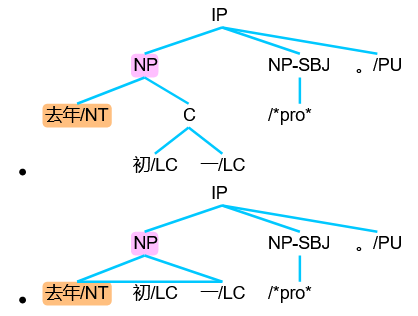 IP
NP NP-SBJ 。/PU
去年/NT C /*pro*
初/LC 一/LC
IP
NP NP-SBJ 。/PU
去年/NT 初/LC 一/LC /*pro*